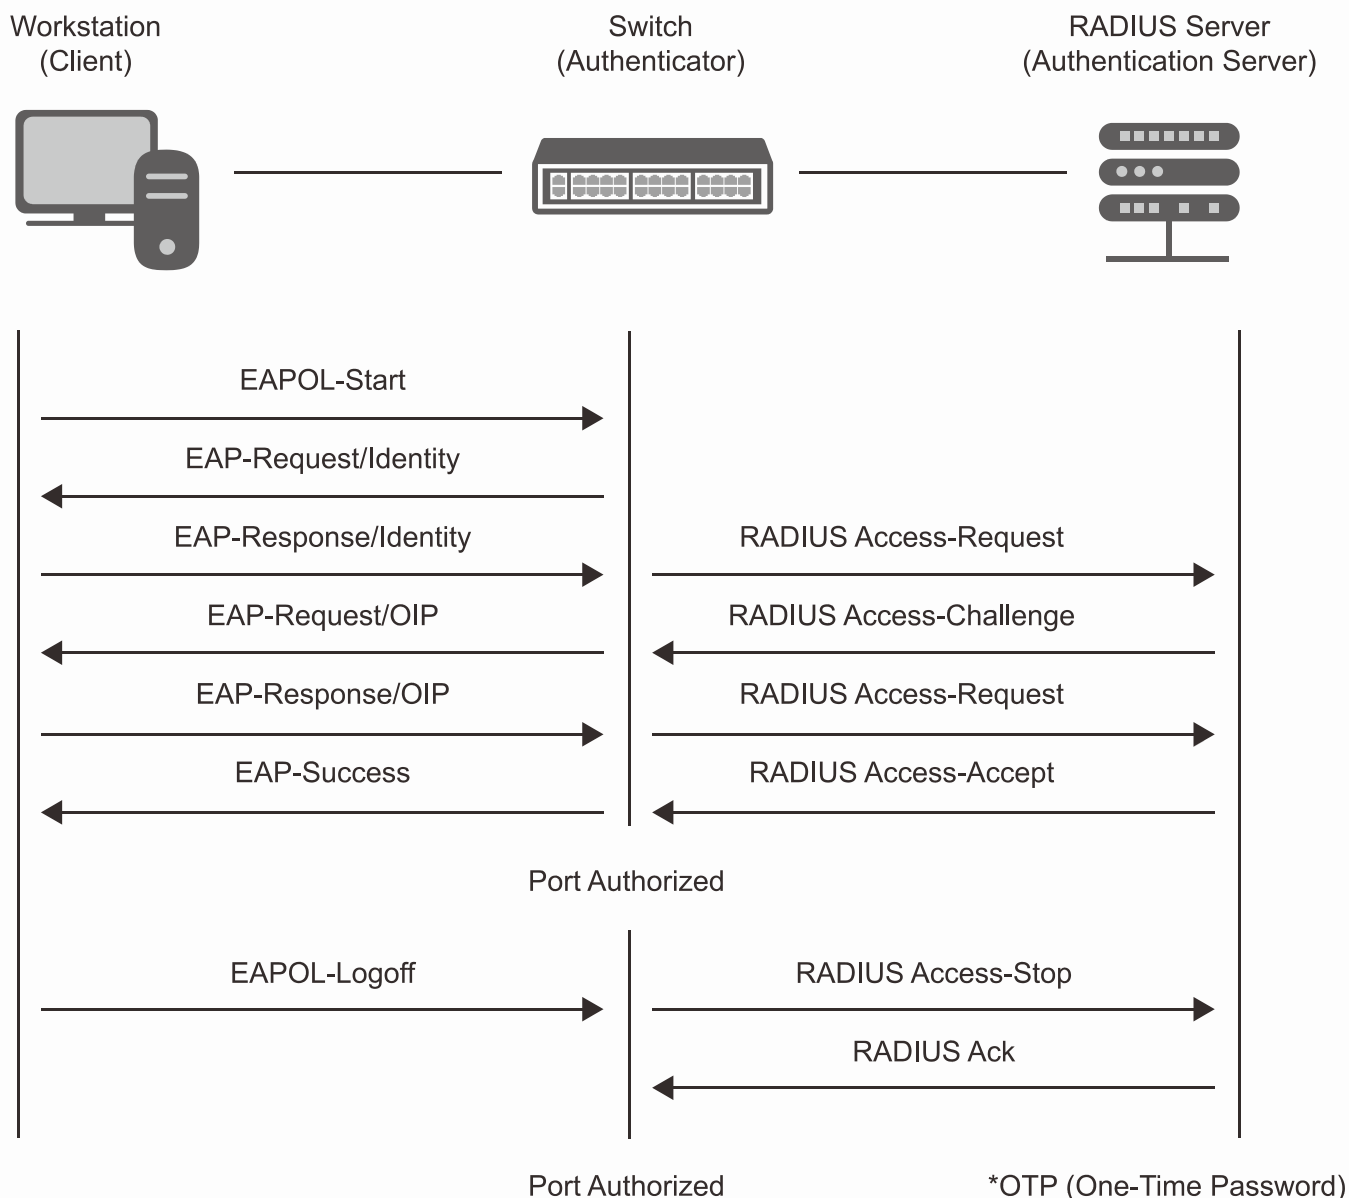 Workstation
(Client)
Switch
(Authenticator)
RADIUS Server
(Authentication Server)
EAPOL-Start
EAP-Request/Identity
EAP-Response/Identity
RADIUS Access-Request
EAP-Request/OIP
RADIUS Access-Challenge
EAP-Response/OIP
RADIUS Access-Request
EAP-Success
RADIUS Access-Accept
Port Authorized
EAPOL-Logoff
RADIUS Access-Stop
RADIUS Ack
Port Authorized
*OTP (One-Time Password)